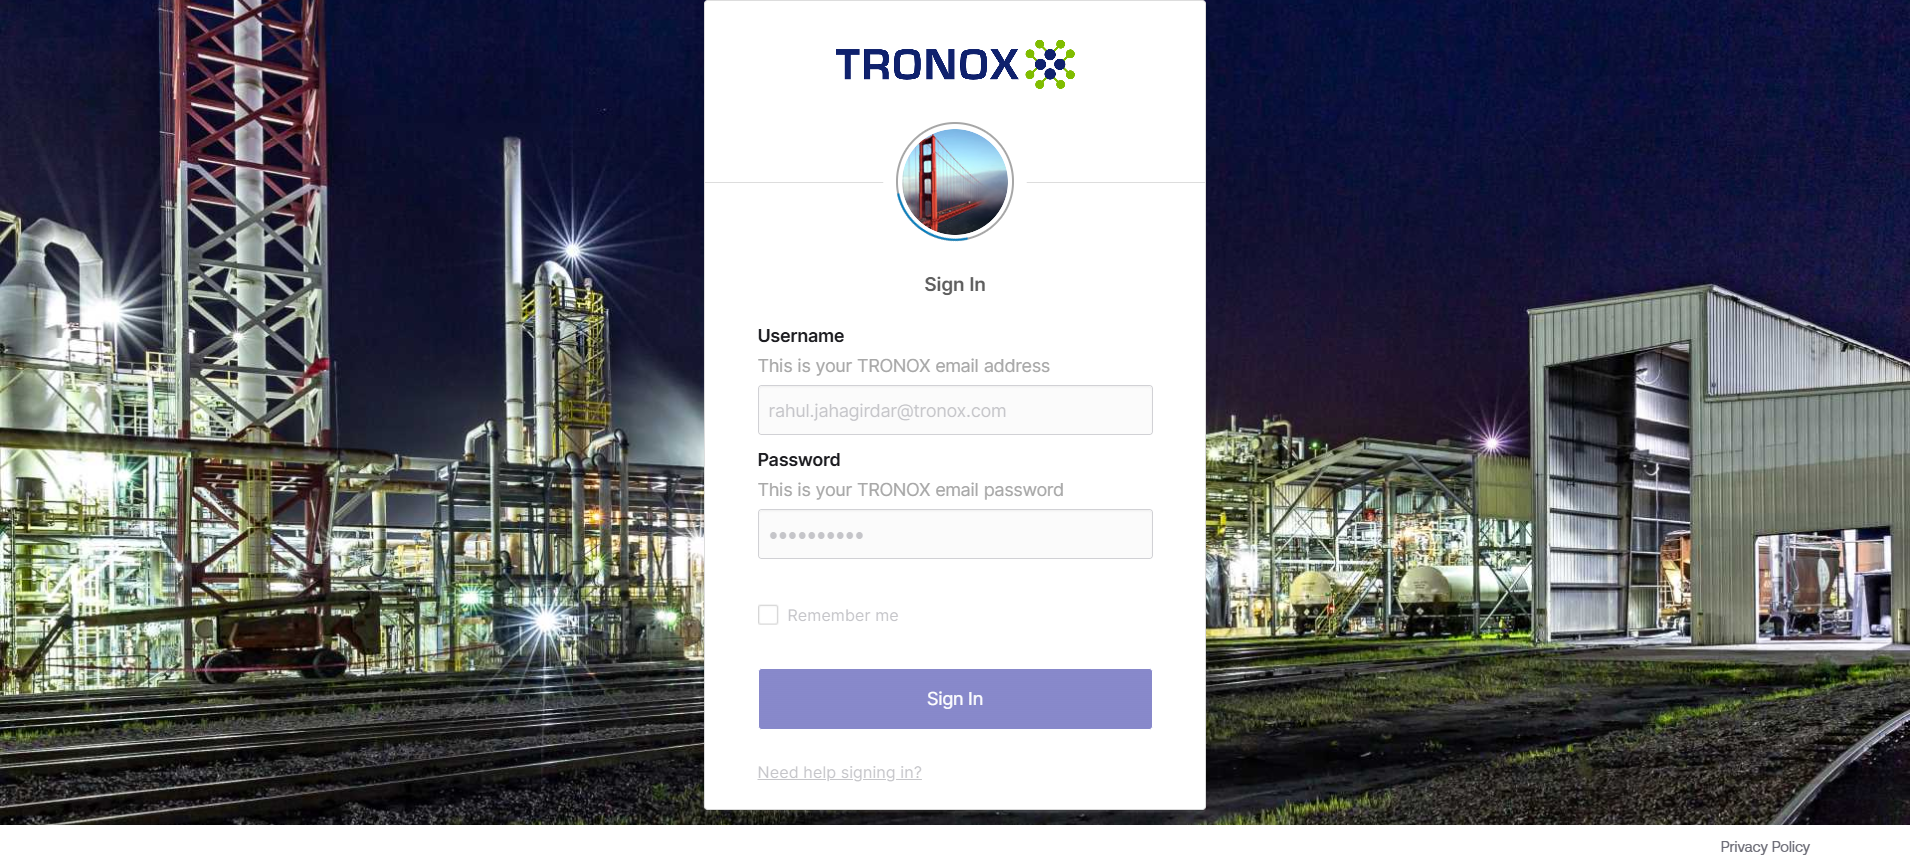 TRONOX
Sign In
Username
This is your TRONOX email address
rahul.jahagirdar@tronox.com
Password
This is your TRONOX email password
••••••••••
Remember me
Sign In
Need help signing in?
Privacy Policy